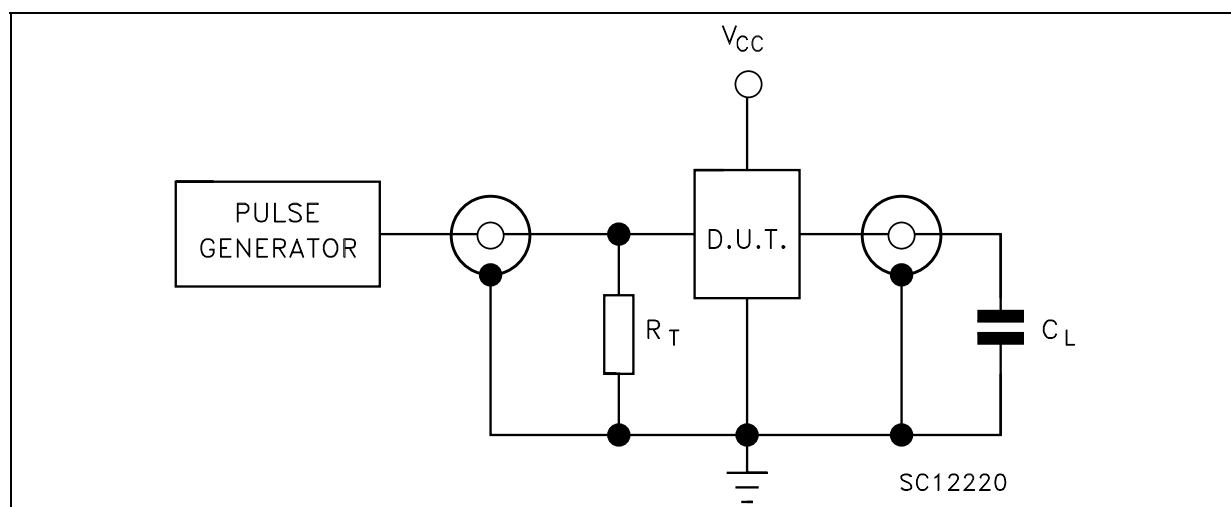 VCC
PULSE
GENERATOR
D.U.T.
RT
CL
SC12220